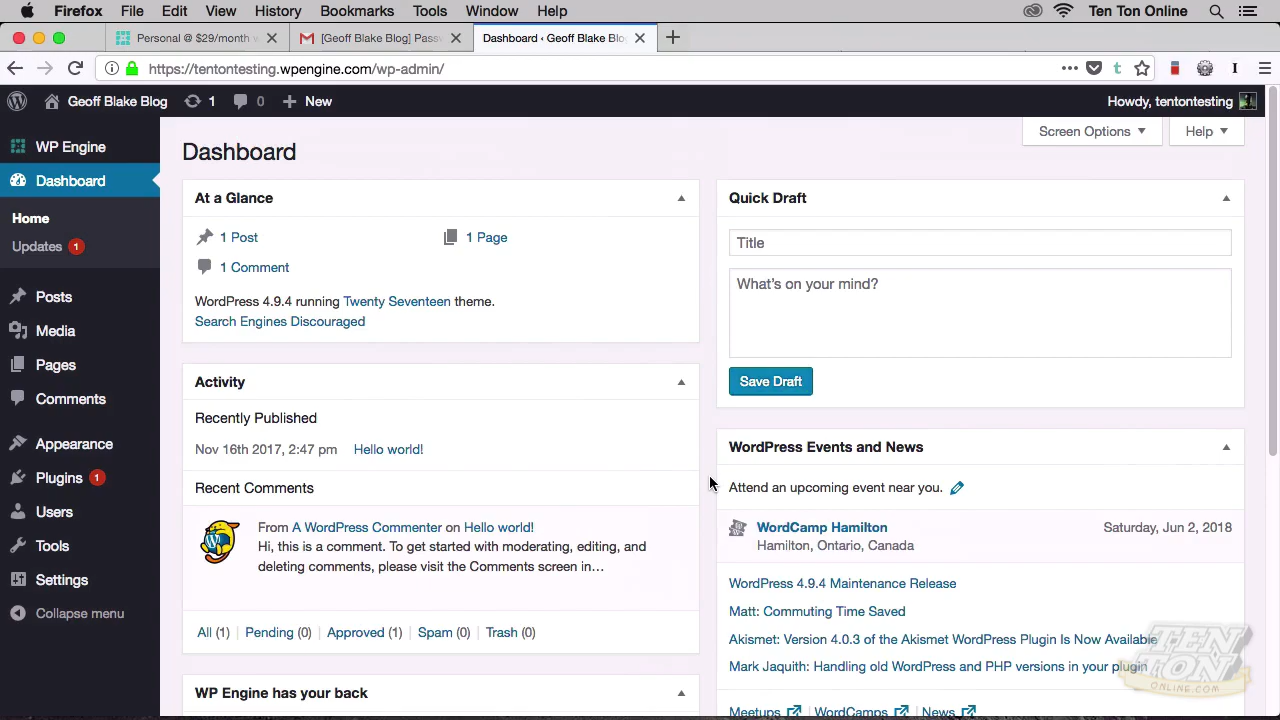 Firefox File Edit View History Bookmarks Tools Window Help Ten Ton Online
Personal @ $29/month
[Geoff Blake Blog] Pass
Dashboard ‹ Geoff Blake Blo
https://tentontesting.wpengine.com/wp-admin/
Geoff Blake Blog 1 0 New Howdy, tentontesting
Screen Options Help
WP Engine
Dashboard
Home
Updates 1
Posts
Media
Pages
Comments
Appearance
Plugins 1
Users
Tools
Settings
Collapse menu
Dashboard
At a Glance
1 Post 1 Page
1 Comment
WordPress 4.9.4 running Twenty Seventeen theme.
Search Engines Discouraged
Activity
Recently Published
Nov 16th 2017, 2:47 pm Hello world!
Recent Comments
From A WordPress Commenter on Hello world!
Hi, this is a comment. To get started with moderating, editing, and
deleting comments, please visit the Comments screen in…
All (1) | Pending (0) | Approved (1) | Spam (0) | Trash (0)
WP Engine has your back
Quick Draft
Title
What's on your mind?
Save Draft
WordPress Events and News
Attend an upcoming event near you.
WordCamp Hamilton Saturday, Jun 2, 2018
Hamilton, Ontario, Canada
WordPress 4.9.4 Maintenance Release
Matt: Commuting Time Saved
Akismet: Version 4.0.3 of the Akismet WordPress Plugin Is Now Available
Mark Jaquith: Handling old WordPress and PHP versions in your plugin
Meetups | WordCamps | News
TEN
TON
ONLINE.COM